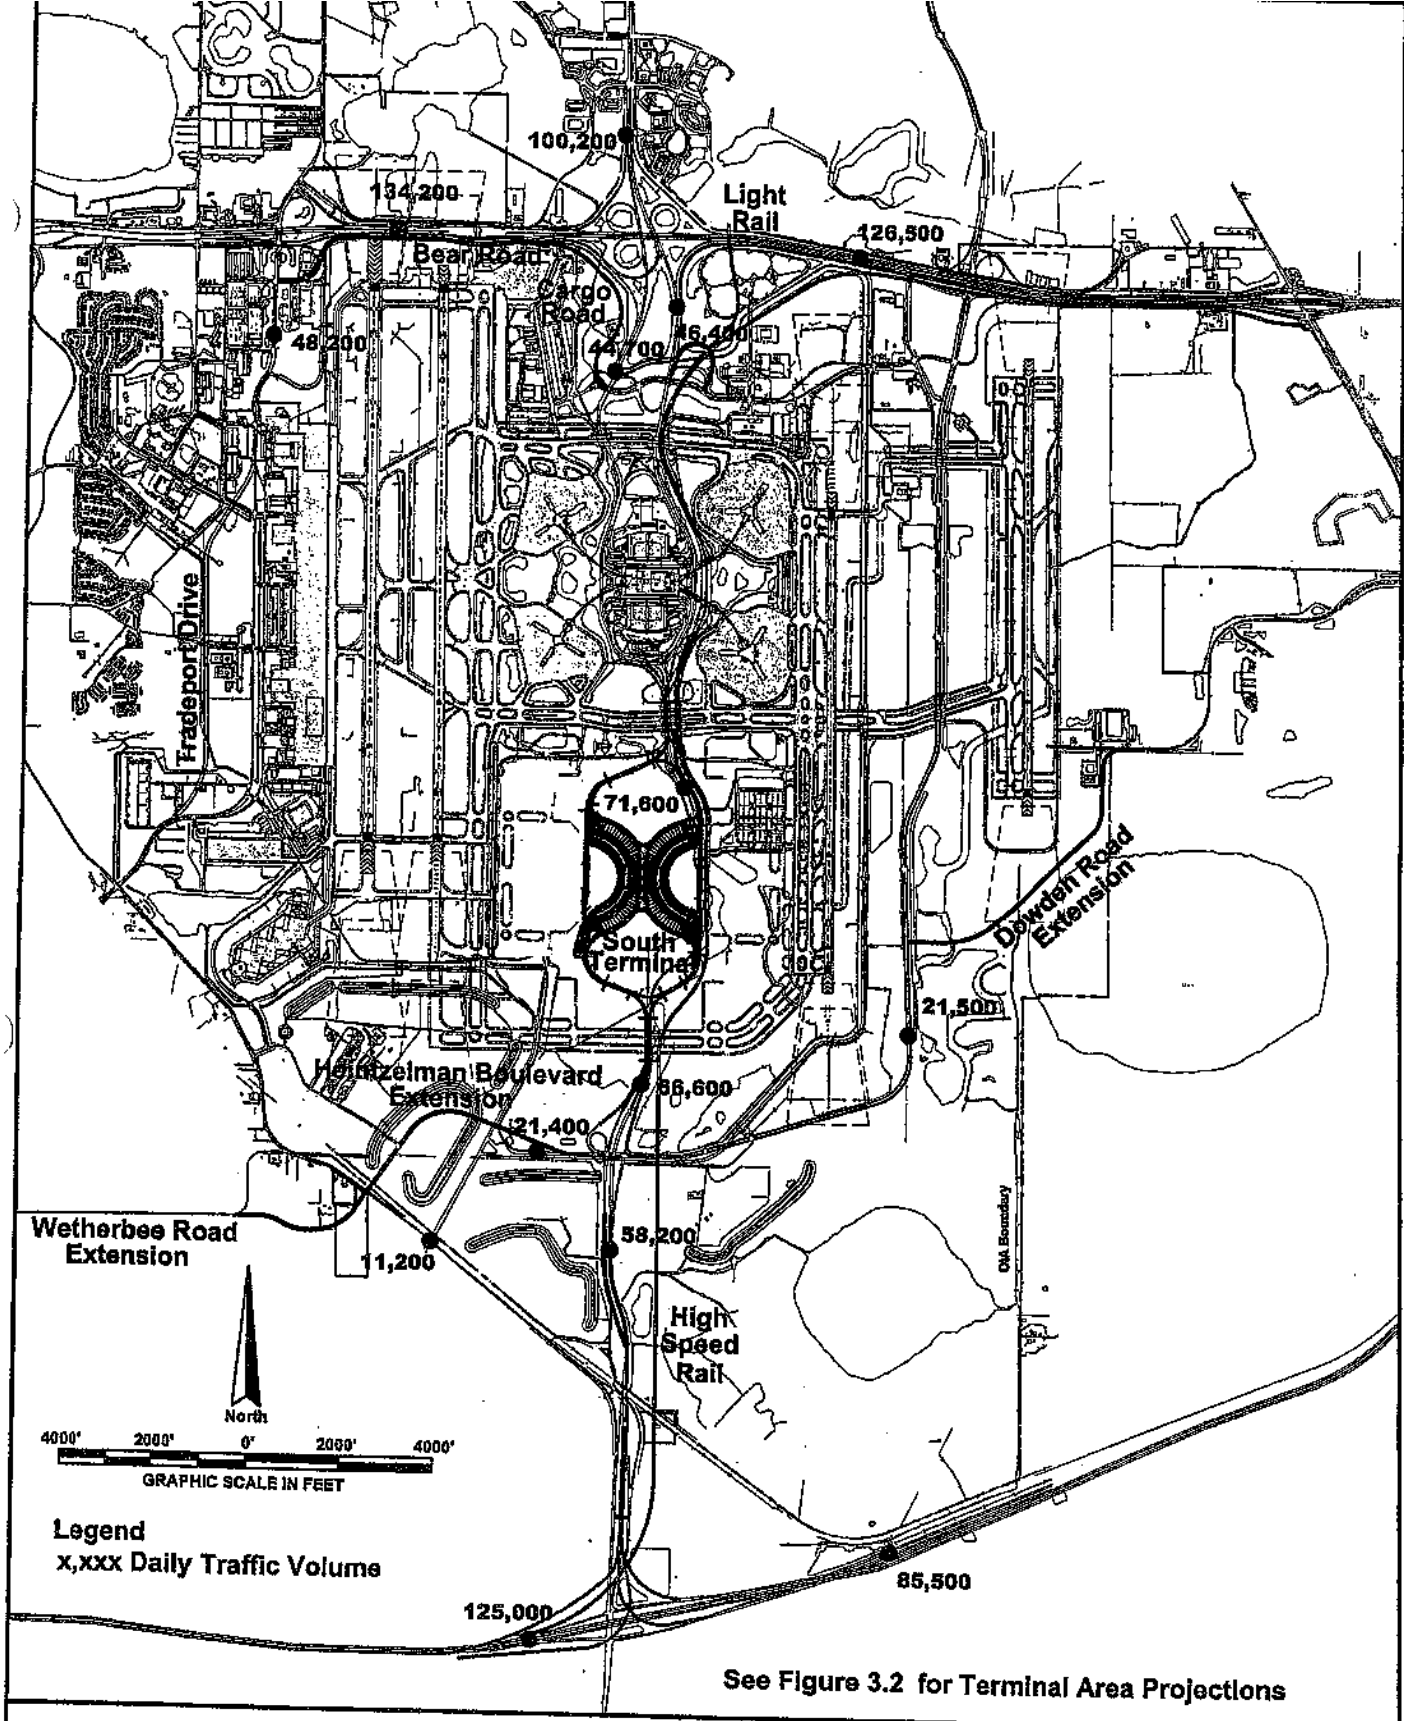 100,200
134,200
Light
Rail
126,500
Bear Road
Cargo
Road
48,200
46,400
44,700
Tradeport Drive
71,600
Dowden Road
Extension
South
Terminal
21,500
Heintzelman Boulevard
Extension
66,600
21,400
OIA Boundary
Wetherbee Road
Extension
58,200
11,200
High
Speed
Rail
North
4000' 2000' 0' 2000' 4000'
GRAPHIC SCALE IN FEET
Legend
x,xxx Daily Traffic Volume
85,500
125,000
See Figure 3.2 for Terminal Area Projections